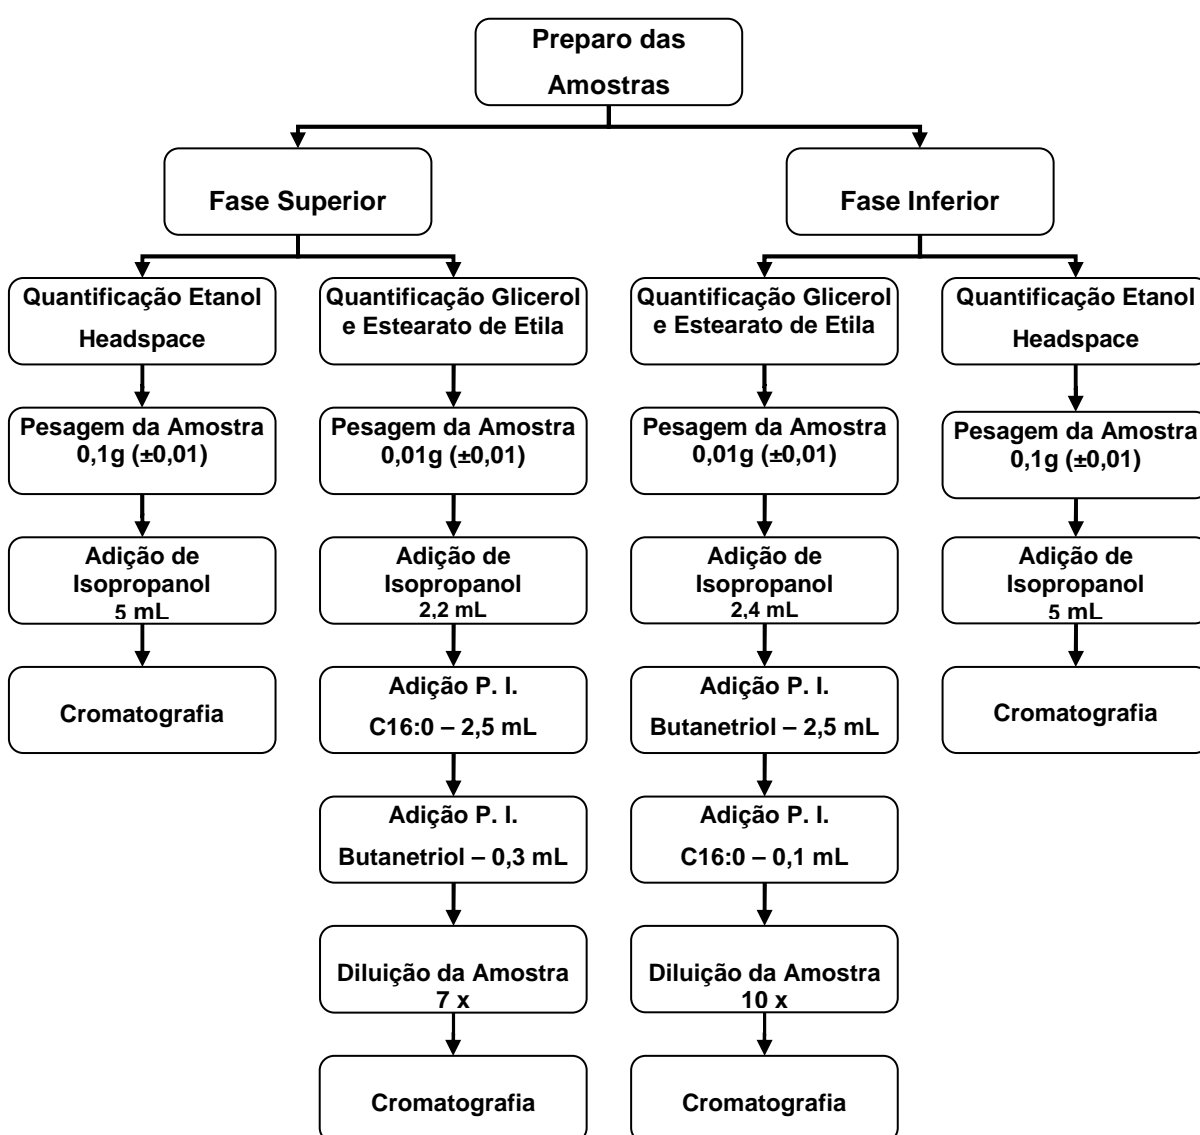 Preparo das
Amostras
Fase Superior
Fase Inferior
Quantificação Etanol
Headspace
Quantificação Glicerol
e Estearato de Etila
Quantificação Glicerol
e Estearato de Etila
Quantificação Etanol
Headspace
Pesagem da Amostra
0,1g (±0,01)
Pesagem da Amostra
0,01g (±0,01)
Pesagem da Amostra
0,01g (±0,01)
Pesagem da Amostra
0,1g (±0,01)
Adição de
Isopropanol
5 mL
Adição de
Isopropanol
2,2 mL
Adição de
Isopropanol
2,4 mL
Adição de
Isopropanol
5 mL
Cromatografia
Adição P. I.
C16:0 – 2,5 mL
Adição P. I.
Butanetriol – 2,5 mL
Cromatografia
Adição P. I.
Butanetriol – 0,3 mL
Adição P. I.
C16:0 – 0,1 mL
Diluição da Amostra
7 x
Diluição da Amostra
10 x
Cromatografia
Cromatografia